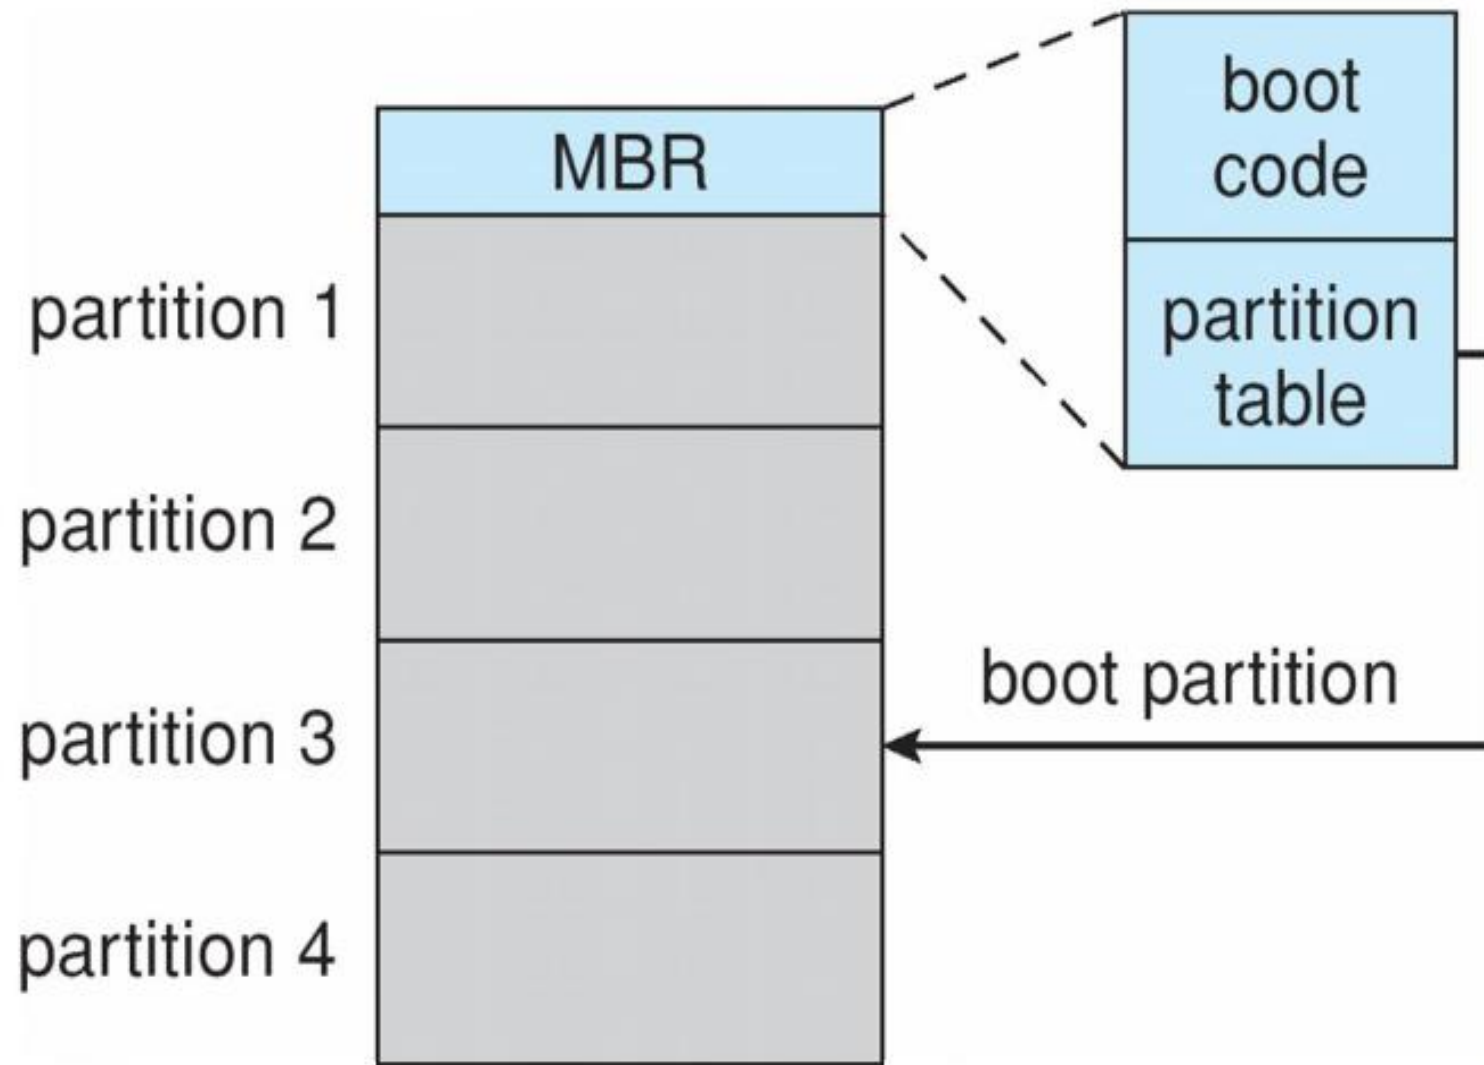 MBR
boot
code
partition
table
partition 1
partition 2
partition 3
boot partition
partition 4